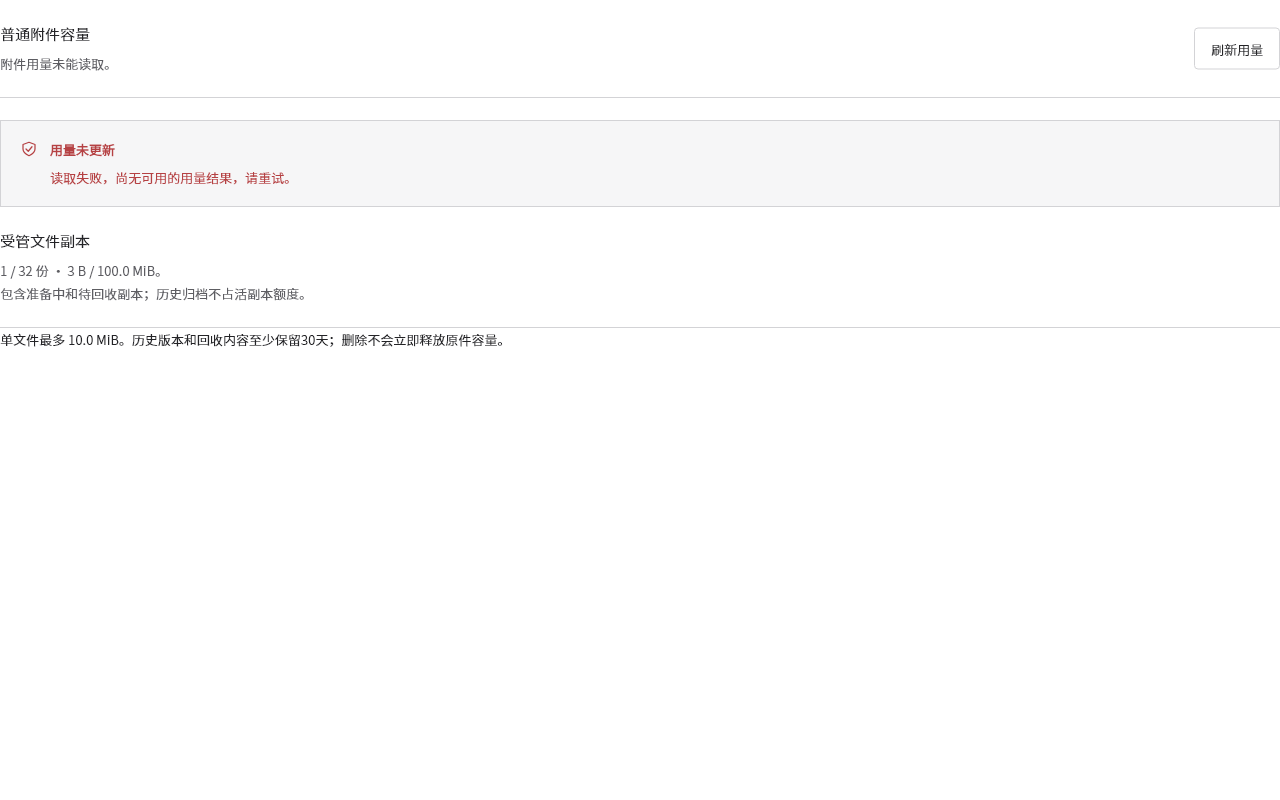 普通附件容量
附件用量未能读取。
刷新用量
用量未更新
读取失败，尚无可用的用量结果，请重试。
受管文件副本
1 / 32 份 · 3 B / 100.0 MiB。
包含准备中和待回收副本；历史归档不占活副本额度。
单文件最多 10.0 MiB。历史版本和回收内容至少保留30天；删除不会立即释放原件容量。